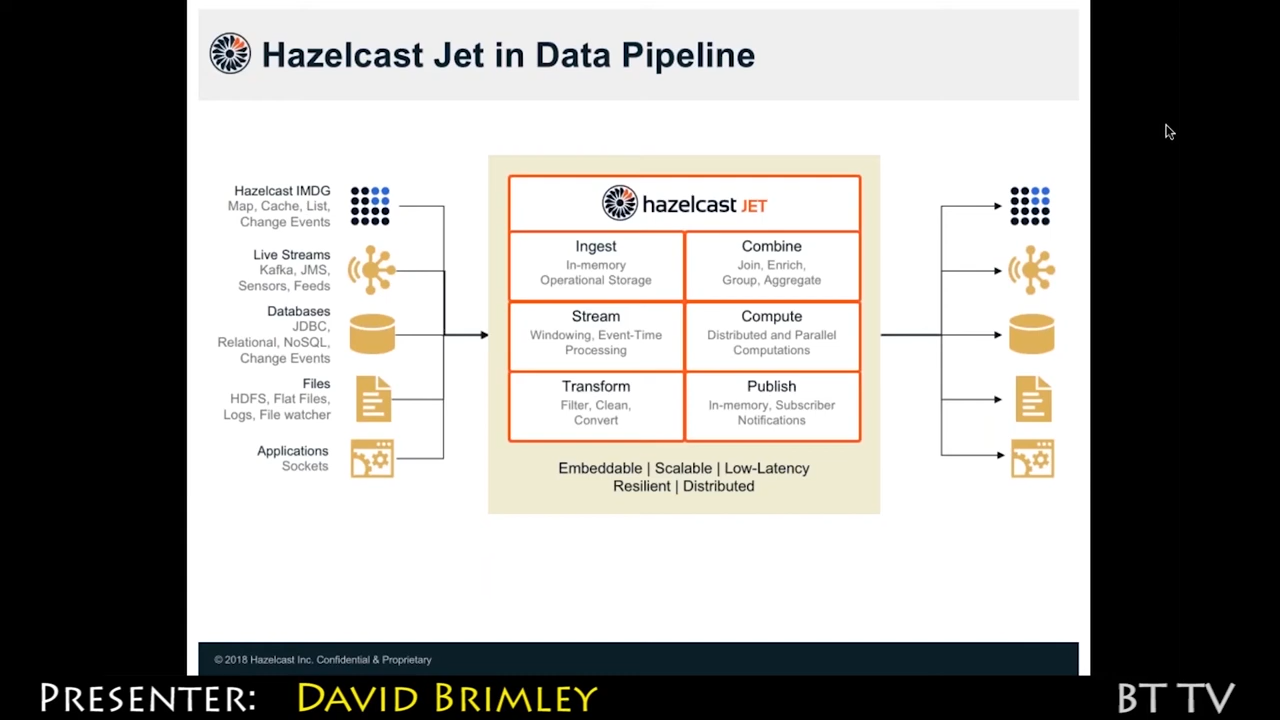 Hazelcast Jet in Data Pipeline
Hazelcast IMDG
Map, Cache, List,
Change Events
Live Streams
Kafka, JMS,
Sensors, Feeds
Databases
JDBC,
Relational, NoSQL,
Change Events
Files
HDFS, Flat Files,
Logs, File watcher
Applications
Sockets
hazelcast JET
Ingest
In-memory
Operational Storage
Combine
Join, Enrich,
Group, Aggregate
Stream
Windowing, Event-Time
Processing
Compute
Distributed and Parallel
Computations
Transform
Filter, Clean,
Convert
Publish
In-memory, Subscriber
Notifications
Embeddable | Scalable | Low-Latency
Resilient | Distributed
© 2018 Hazelcast Inc. Confidential & Proprietary
Presenter: David Brimley
BT TV